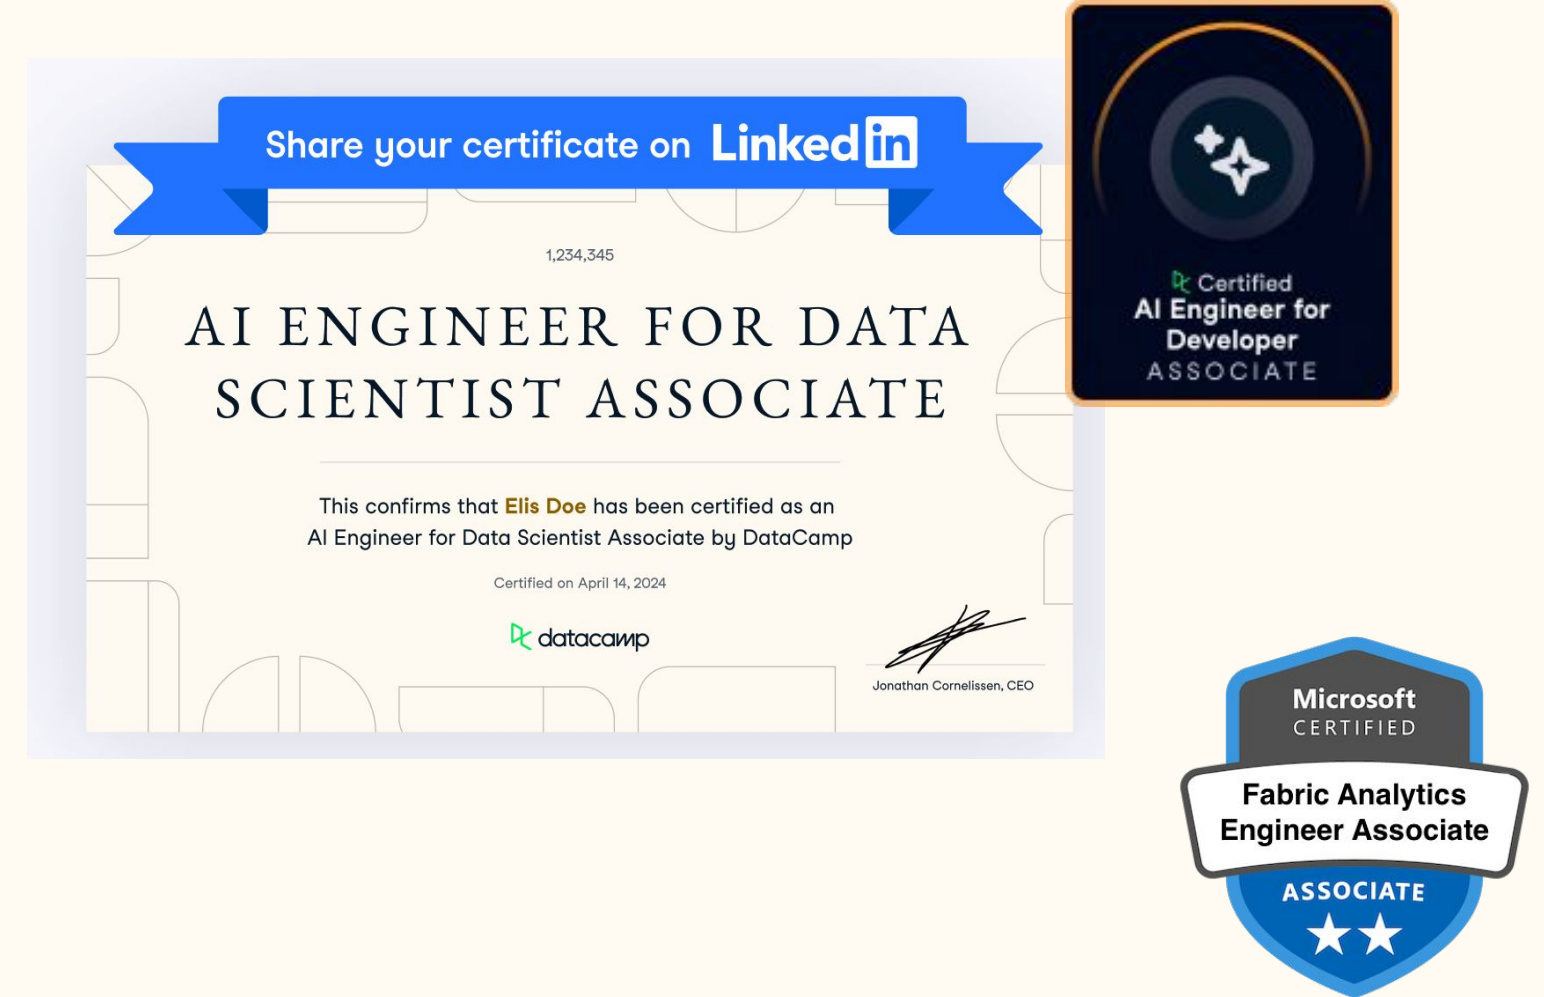 Share your certificate on Linked in
1,234,345
AI ENGINEER FOR DATA
SCIENTIST ASSOCIATE
This confirms that Elis Doe has been certified as an
AI Engineer for Data Scientist Associate by DataCamp
Certified on April 14, 2024
datacamp
Jonathan Cornelissen, CEO
Certified
AI Engineer for
Developer
ASSOCIATE
Microsoft
CERTIFIED
Fabric Analytics
Engineer Associate
ASSOCIATE